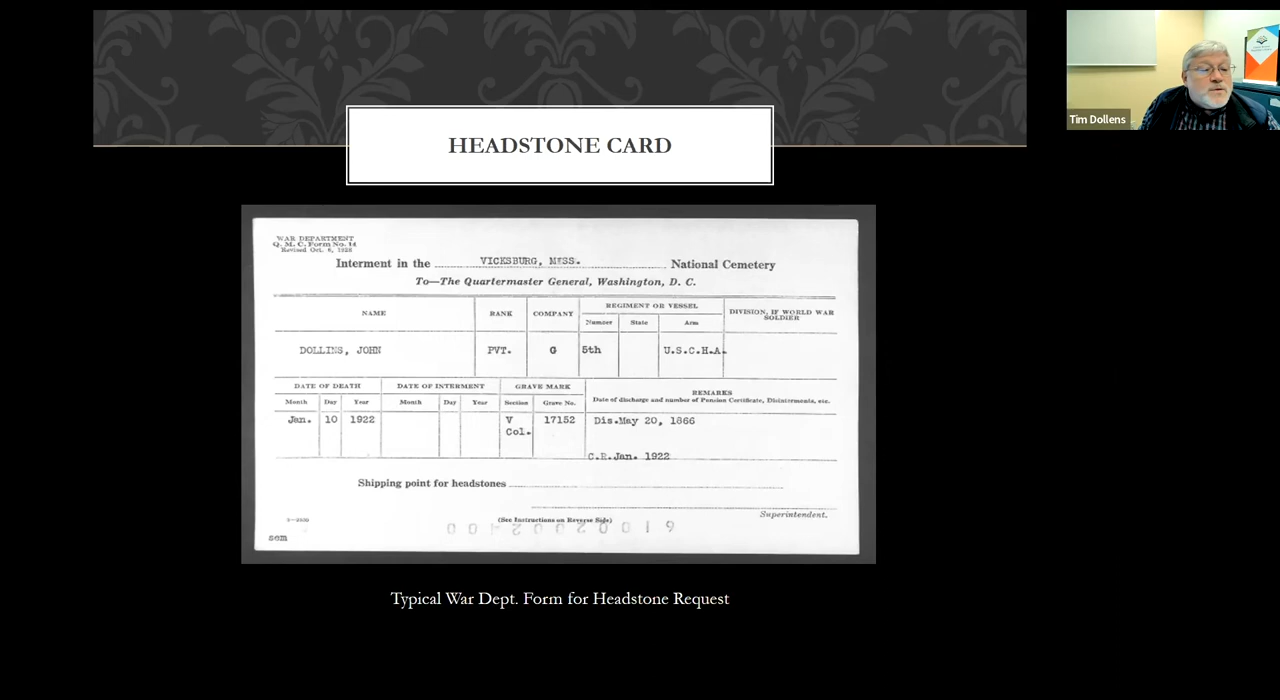 HEADSTONE CARD
Tim Dollens
WAR DEPARTMENT
Q. M. C. Form No. 14
Revised Oct. 6, 1928
Interment in the VICKSBURG, MISS. National Cemetery
To—The Quartermaster General, Washington, D. C.
NAME RANK COMPANY REGIMENT OR VESSEL DIVISION, IF WORLD WAR SOLDIER
Number State Arm
DOLLINS, JOHN PVT. G 5th U.S.C.H.A.
DATE OF DEATH DATE OF INTERMENT GRAVE MARK REMARKS
Month Day Year Month Day Year Section Grave No. Date of discharge and number of Pension Certificate, Disinterments, etc.
Jan. 10 1922 V 17152 Dis.May 20, 1866
Col.
C.R.Jan. 1922
Shipping point for headstones
Superintendent.
(See Instructions on Reverse Side)
sem
Typical War Dept. Form for Headstone Request